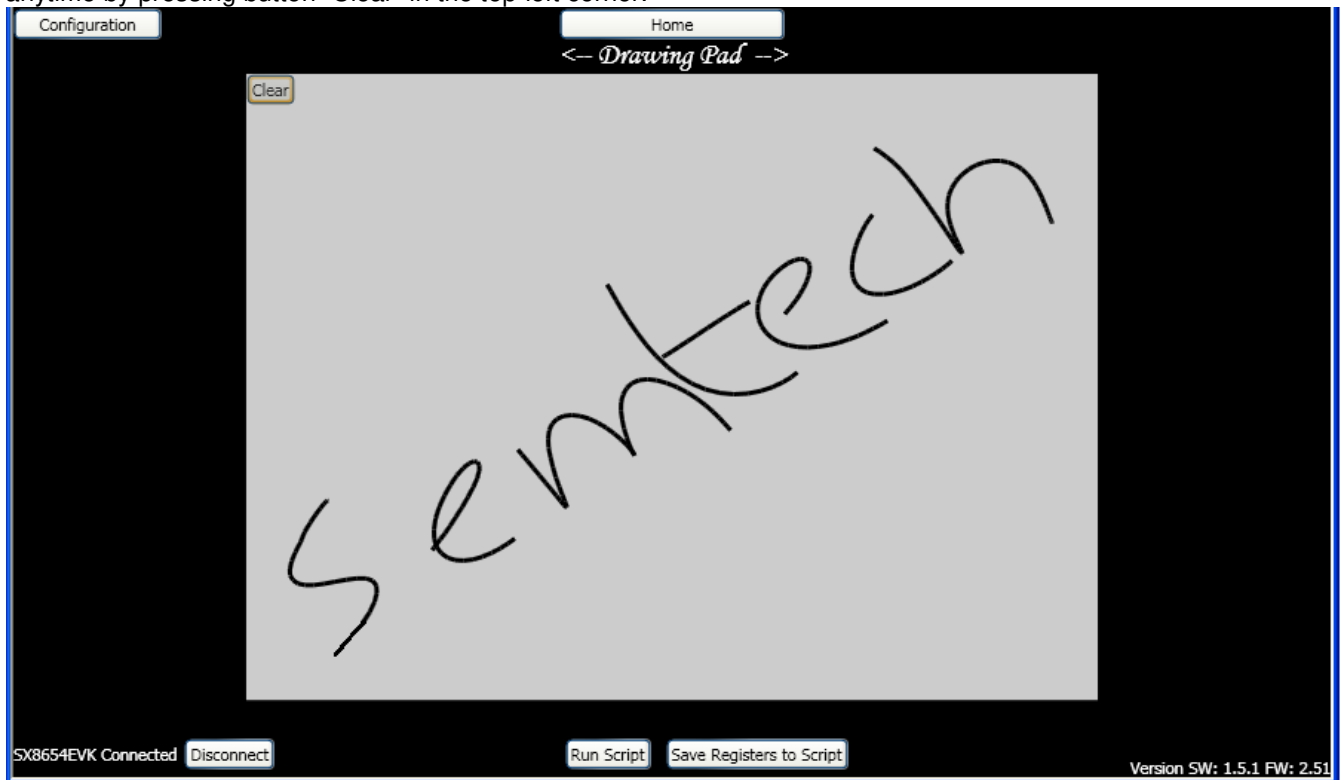 anytime by pressing button "Clear" in the top left corner.
Configuration
Home
<-- Drawing Pad -->
Clear
semtech
SX8654EVK Connected
Disconnect
Run Script
Save Registers to Script
Version SW: 1.5.1 FW: 2.51